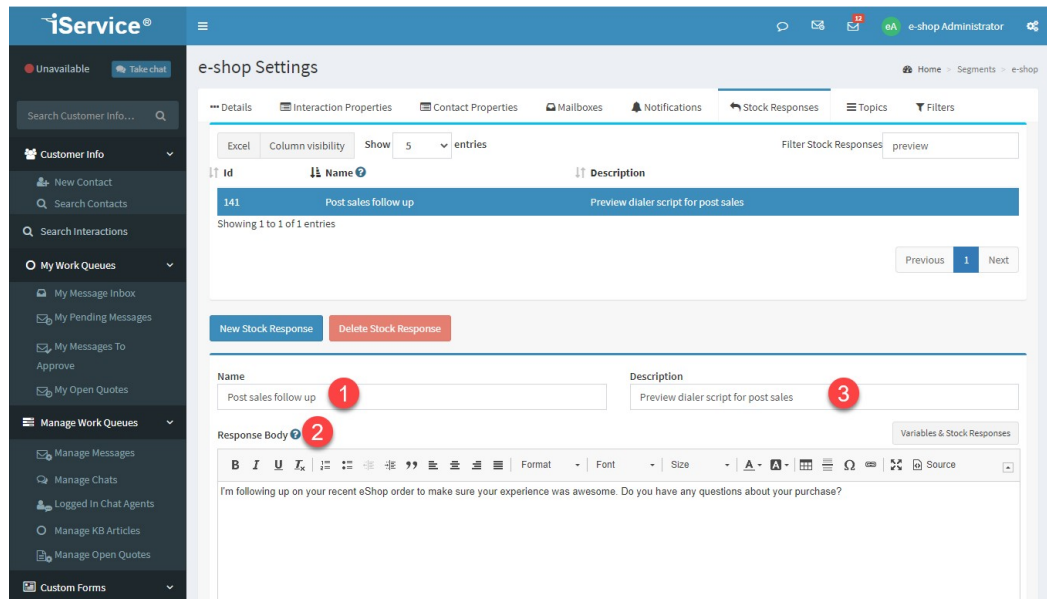 iService®
12
eA e-shop Administrator
Unavailable Take chat
e-shop Settings
Home > Segments > e-shop
Search Customer Info...
Details Interaction Properties Contact Properties Mailboxes Notifications Stock Responses Topics Filters
Excel Column visibility Show 5 entries Filter Stock Responses preview
Customer Info
Id Name Description
New Contact
141 Post sales follow up Preview dialer script for post sales
Search Contacts
Showing 1 to 1 of 1 entries
Search Interactions
Previous 1 Next
My Work Queues
My Message Inbox
My Pending Messages
New Stock Response Delete Stock Response
My Messages To
Approve
Name Description
My Open Quotes
Post sales follow up 1 Preview dialer script for post sales 3
Manage Work Queues
Response Body 2 Variables & Stock Responses
Manage Messages
B I U Ix Format Font Size A A Ω Source
Manage Chats
I'm following up on your recent eShop order to make sure your experience was awesome. Do you have any questions about your purchase?
Logged In Chat Agents
Manage KB Articles
Manage Open Quotes
Custom Forms